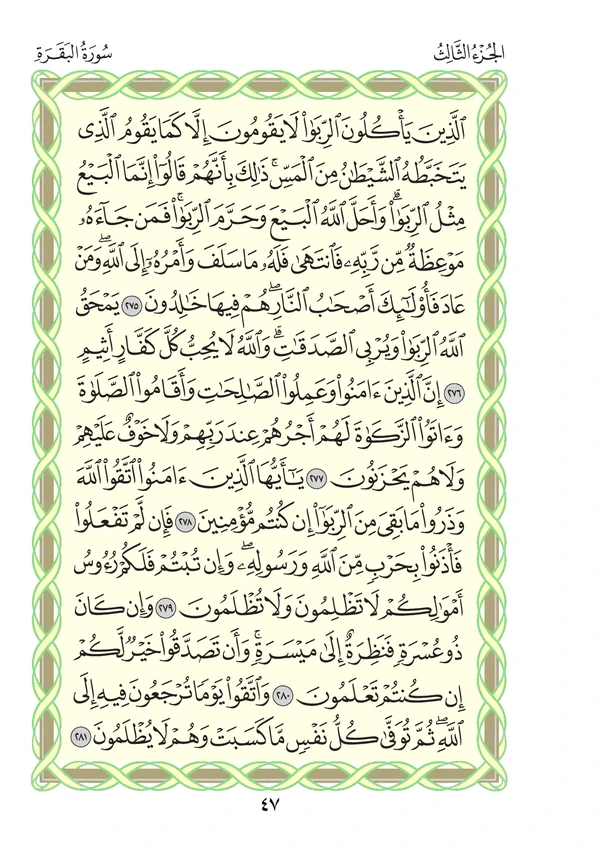 الجُزْءُ الثَّالِثُ
سُورَةُ البَقَرَةِ
ٱلَّذِينَ يَأۡكُلُونَ ٱلرِّبَوٰاْ لَا يَقُومُونَ إِلَّا كَمَا يَقُومُ ٱلَّذِي
يَتَخَبَّطُهُ ٱلشَّيۡطَٰنُ مِنَ ٱلۡمَسِّۚ ذَٰلِكَ بِأَنَّهُمۡ قَالُوٓاْ إِنَّمَا ٱلۡبَيۡعُ
مِثۡلُ ٱلرِّبَوٰاْۗ وَأَحَلَّ ٱللَّهُ ٱلۡبَيۡعَ وَحَرَّمَ ٱلرِّبَوٰاْۚ فَمَن جَآءَهُۥ
مَوۡعِظَةٞ مِّن رَّبِّهِۦ فَٱنتَهَىٰ فَلَهُۥ مَا سَلَفَ وَأَمۡرُهُۥٓ إِلَى ٱللَّهِۖ وَمَنۡ
عَادَ فَأُوْلَٰٓئِكَ أَصۡحَٰبُ ٱلنَّارِۖ هُمۡ فِيهَا خَٰلِدُونَ ٢٧٥ يَمۡحَقُ
ٱللَّهُ ٱلرِّبَوٰاْ وَيُرۡبِي ٱلصَّدَقَٰتِۗ وَٱللَّهُ لَا يُحِبُّ كُلَّ كَفَّارٍ أَثِيمٍ
٢٧٦ إِنَّ ٱلَّذِينَ ءَامَنُواْ وَعَمِلُواْ ٱلصَّٰلِحَٰتِ وَأَقَامُواْ ٱلصَّلَوٰةَ
وَءَاتَوُاْ ٱلزَّكَوٰةَ لَهُمۡ أَجۡرُهُمۡ عِندَ رَبِّهِمۡ وَلَا خَوۡفٌ عَلَيۡهِمۡ
وَلَا هُمۡ يَحۡزَنُونَ ٢٧٧ يَٰٓأَيُّهَا ٱلَّذِينَ ءَامَنُواْ ٱتَّقُواْ ٱللَّهَ
وَذَرُواْ مَا بَقِيَ مِنَ ٱلرِّبَوٰٓاْ إِن كُنتُم مُّؤۡمِنِينَ ٢٧٨ فَإِن لَّمۡ تَفۡعَلُواْ
فَأۡذَنُواْ بِحَرۡبٖ مِّنَ ٱللَّهِ وَرَسُولِهِۦۖ وَإِن تُبۡتُمۡ فَلَكُمۡ رُءُوسُ
أَمۡوَٰلِكُمۡ لَا تَظۡلِمُونَ وَلَا تُظۡلَمُونَ ٢٧٩ وَإِن كَانَ
ذُو عُسۡرَةٖ فَنَظِرَةٌ إِلَىٰ مَيۡسَرَةٖۚ وَأَن تَصَدَّقُواْ خَيۡرٞ لَّكُمۡ
إِن كُنتُمۡ تَعۡلَمُونَ ٢٨٠ وَٱتَّقُواْ يَوۡمٗا تُرۡجَعُونَ فِيهِ إِلَى
ٱللَّهِۖ ثُمَّ تُوَفَّىٰ كُلُّ نَفۡسٖ مَّا كَسَبَتۡ وَهُمۡ لَا يُظۡلَمُونَ ٢٨١
٤٧